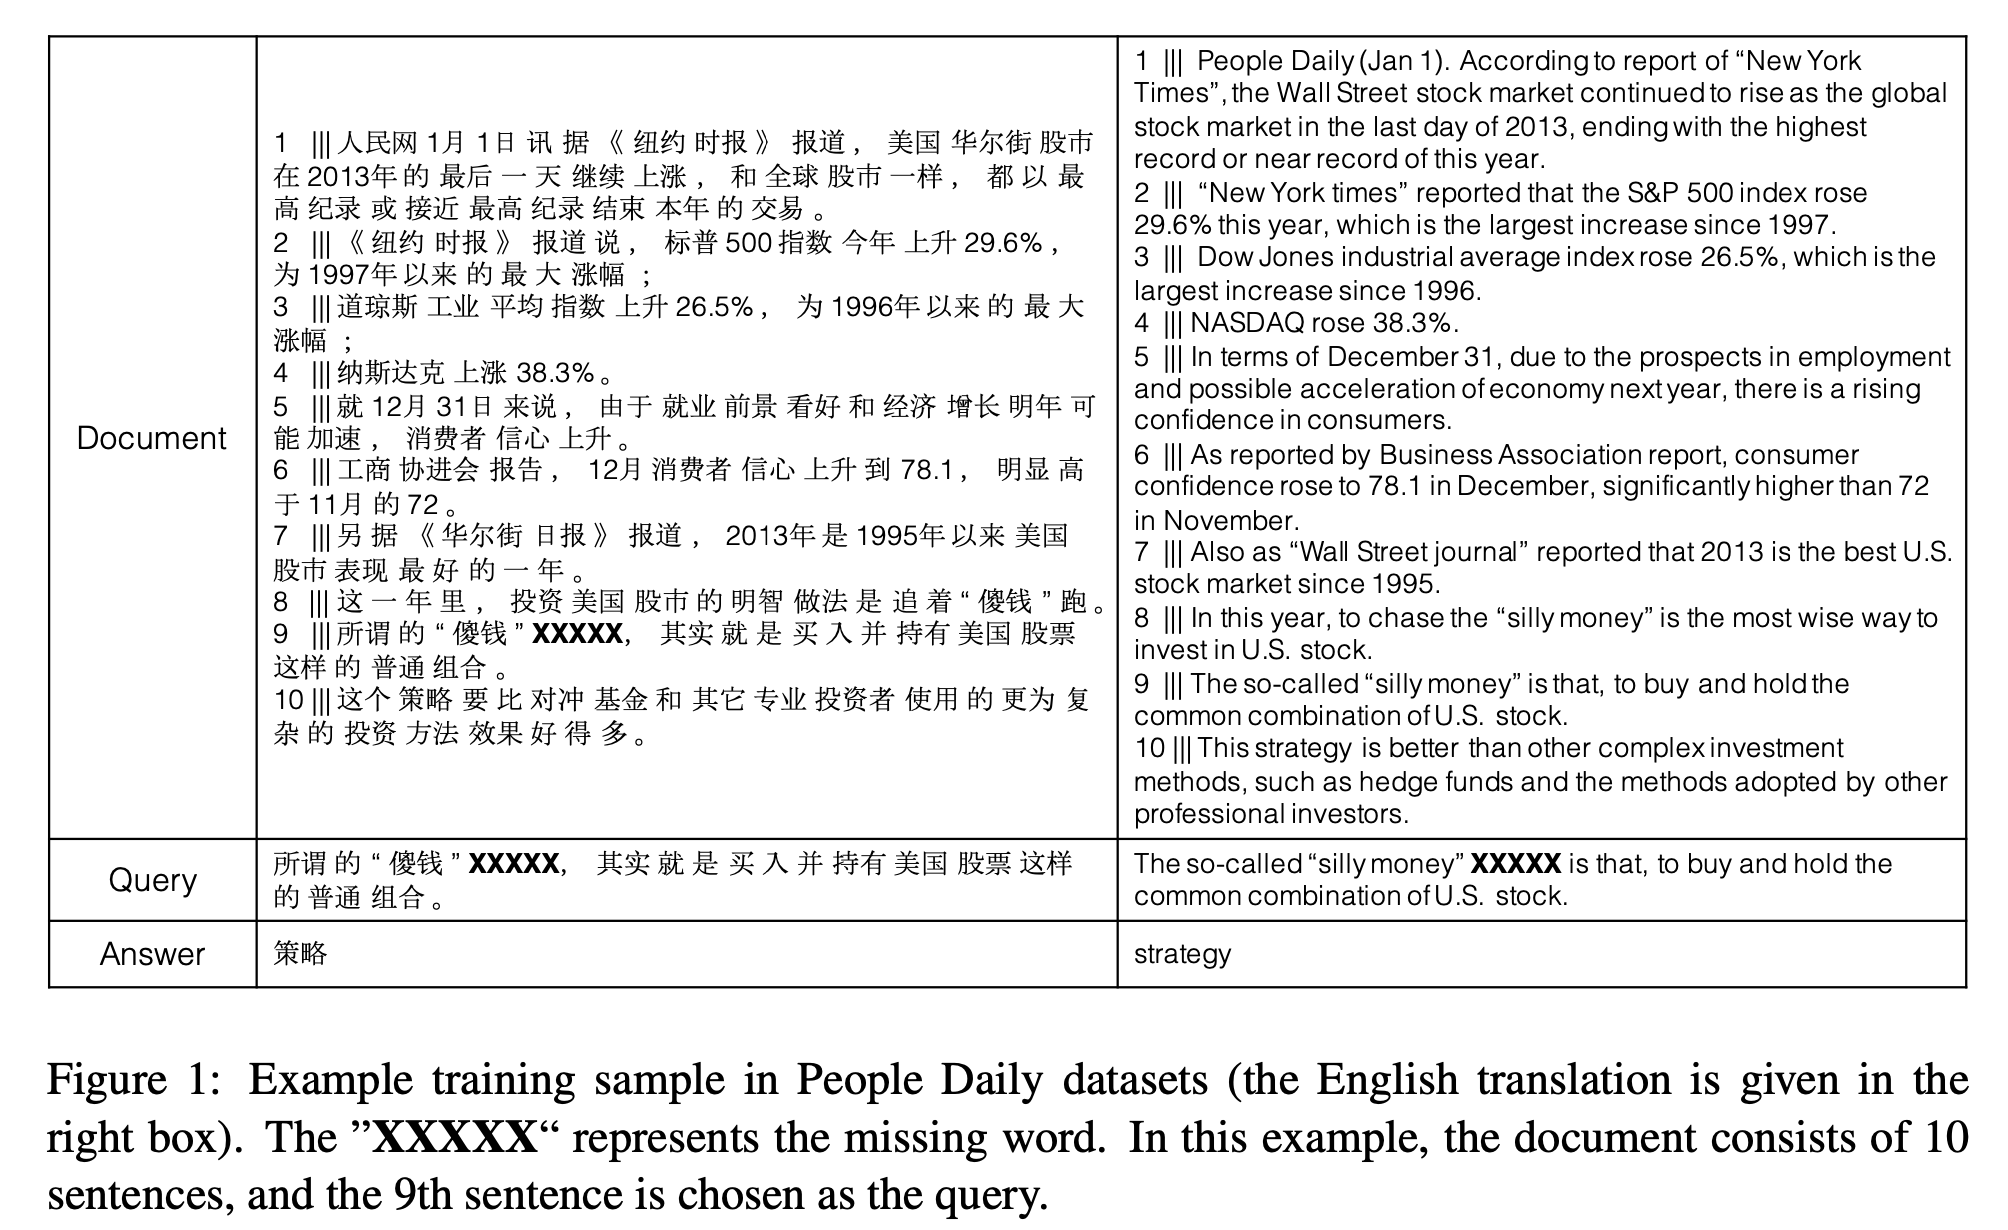 Document
1 ||| 人民网 1月 1日 讯 据 《 纽约 时报 》 报道 ， 美国 华尔街 股市
在 2013年 的 最后 一 天 继续 上涨 ， 和 全球 股市 一样 ， 都 以 最
高 纪录 或 接近 最高 纪录 结束 本年 的 交易 。
2 ||| 《 纽约 时报 》 报道 说 ， 标普 500 指数 今年 上升 29.6% ，
为 1997年 以来 的 最 大 涨幅 ；
3 ||| 道琼斯 工业 平均 指数 上升 26.5% ， 为 1996年 以来 的 最 大
涨幅 ；
4 ||| 纳斯达克 上涨 38.3% 。
5 ||| 就 12月 31日 来说 ， 由于 就业 前景 看好 和 经济 增长 明年 可
能 加速 ， 消费者 信心 上升 。
6 ||| 工商 协进会 报告 ， 12月 消费者 信心 上升 到 78.1 ， 明显 高
于 11月 的 72 。
7 ||| 另 据 《 华尔街 日报 》 报道 ， 2013年 是 1995年 以来 美国
股市 表现 最 好 的 一 年 。
8 ||| 这 一 年 里 ， 投资 美国 股市 的 明智 做法 是 追 着 “ 傻钱 ” 跑 。
9 ||| 所谓 的 “ 傻钱 ” XXXXX ， 其实 就 是 买 入 并 持有 美国 股票
这样 的 普通 组合 。
10 ||| 这个 策略 要 比 对冲 基金 和 其它 专业 投资者 使用 的 更为 复
杂 的 投资 方法 效果 好 得 多 。
1 ||| People Daily (Jan 1). According to report of “New York
Times”, the Wall Street stock market continued to rise as the global
stock market in the last day of 2013, ending with the highest
record or near record of this year.
2 ||| “New York times” reported that the S&P 500 index rose
29.6% this year, which is the largest increase since 1997.
3 ||| Dow Jones industrial average index rose 26.5%, which is the
largest increase since 1996.
4 ||| NASDAQ rose 38.3%.
5 ||| In terms of December 31, due to the prospects in employment
and possible acceleration of economy next year, there is a rising
confidence in consumers.
6 ||| As reported by Business Association report, consumer
confidence rose to 78.1 in December, significantly higher than 72
in November.
7 ||| Also as “Wall Street journal” reported that 2013 is the best U.S.
stock market since 1995.
8 ||| In this year, to chase the “silly money” is the most wise way to
invest in U.S. stock.
9 ||| The so-called “silly money” is that, to buy and hold the
common combination of U.S. stock.
10 ||| This strategy is better than other complex investment
methods, such as hedge funds and the methods adopted by other
professional investors.
Query
所谓 的 “ 傻钱 ” XXXXX ， 其实 就 是 买 入 并 持有 美国 股票 这样
的 普通 组合 。
The so-called “silly money” XXXXX is that, to buy and hold the
common combination of U.S. stock.
Answer
策略
strategy
Figure 1: Example training sample in People Daily datasets (the English translation is given in the
right box). The ”XXXXX“ represents the missing word. In this example, the document consists of 10
sentences, and the 9th sentence is chosen as the query.